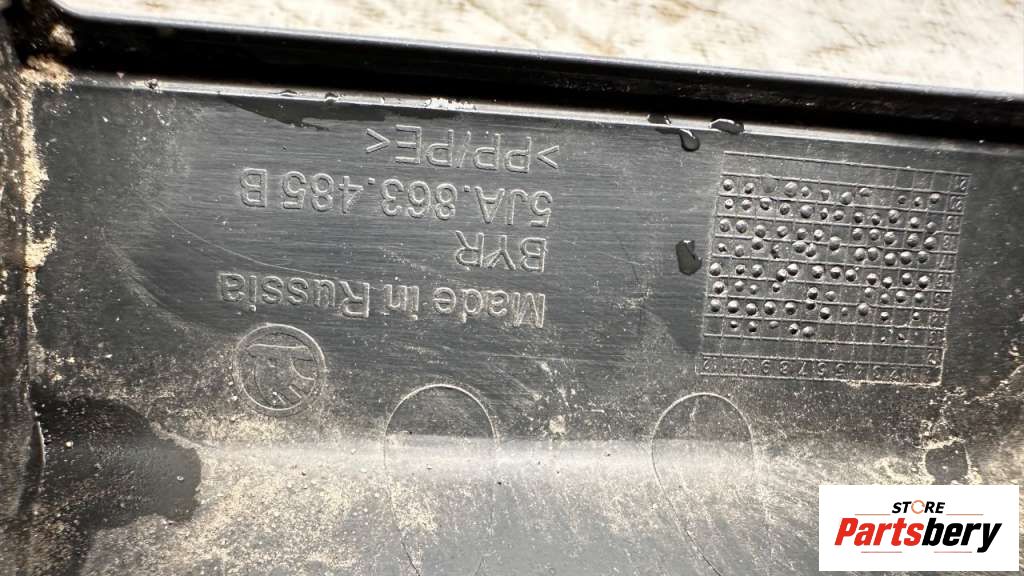 >PP/PE<
5JA.863.485 B
BYR
Made in Russia
STORE
Partsbery